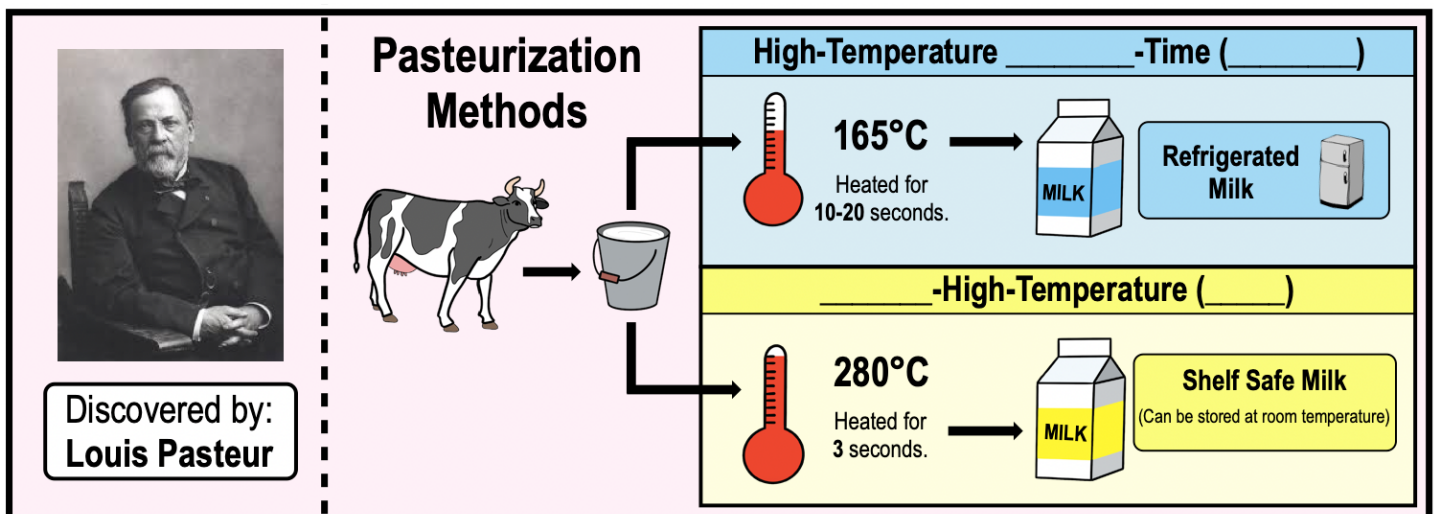 Discovered by:
Louis Pasteur
Pasteurization
Methods
High-Temperature ________-Time (________)
165°C
Heated for
10-20 seconds.
MILK
Refrigerated
Milk
_______-High-Temperature (_____)
280°C
Heated for
3 seconds.
MILK
Shelf Safe Milk
(Can be stored at room temperature)